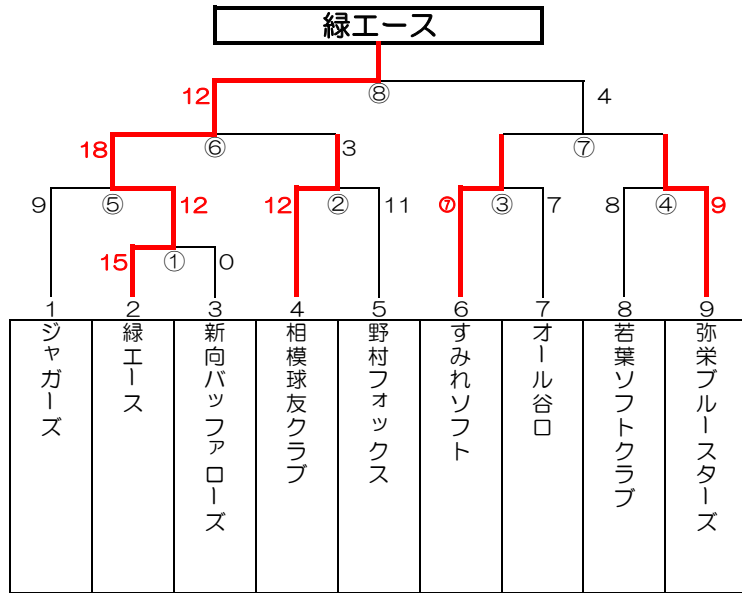 緑エース
12 ⑧ 4
18 ⑥ 3 ⑦
9 ⑤ 12 12 ② 11 ⑦ ③ 7 8 ④ 9
15 ① 0
1 2 3 4 5 6 7 8 9
ジャガーズ
緑エース
新向バッファローズ
相模球友クラブ
野村フォックス
すみれソフト
オール谷口
若葉ソフトクラブ
弥栄ブルースターズ